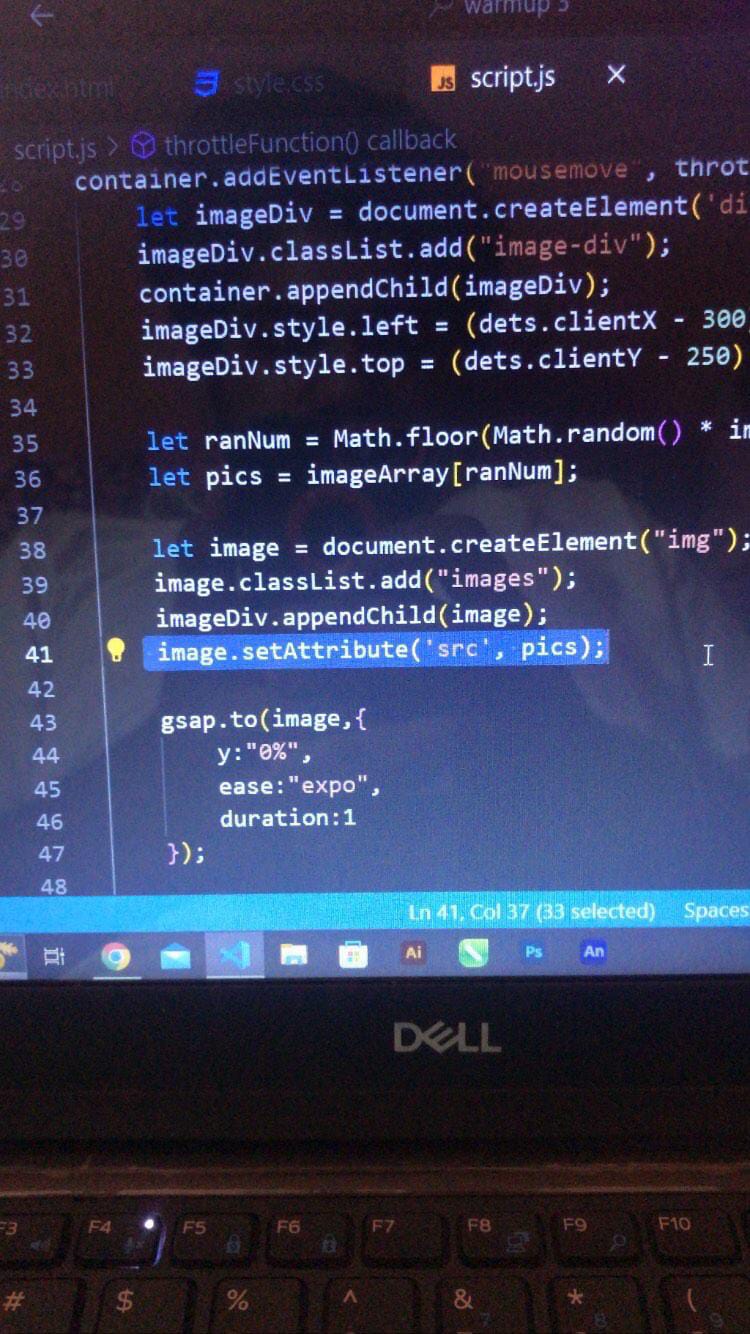 warmup 3
index.html style.css JS script.js ×
script.js > throttleFunction() callback
28 container.addEventListener("mousemove", throt
29 let imageDiv = document.createElement('di
30 imageDiv.classList.add("image-div");
31 container.appendChild(imageDiv);
32 imageDiv.style.left = (dets.clientX - 300)
33 imageDiv.style.top = (dets.clientY - 250)
34
35 let ranNum = Math.floor(Math.random() * im
36 let pics = imageArray[ranNum];
37
38 let image = document.createElement("img");
39 image.classList.add("images");
40 imageDiv.appendChild(image);
41 image.setAttribute('src', pics);
42
43 gsap.to(image,{
44 y:"0%",
45 ease:"expo",
46 duration:1
47 });
48
Ln 41, Col 37 (33 selected) Spaces
Ai Ps An
DELL
F3 F4 F5 F6 F7 F8 F9 F10
# $ % ^ & * (
7 8 9